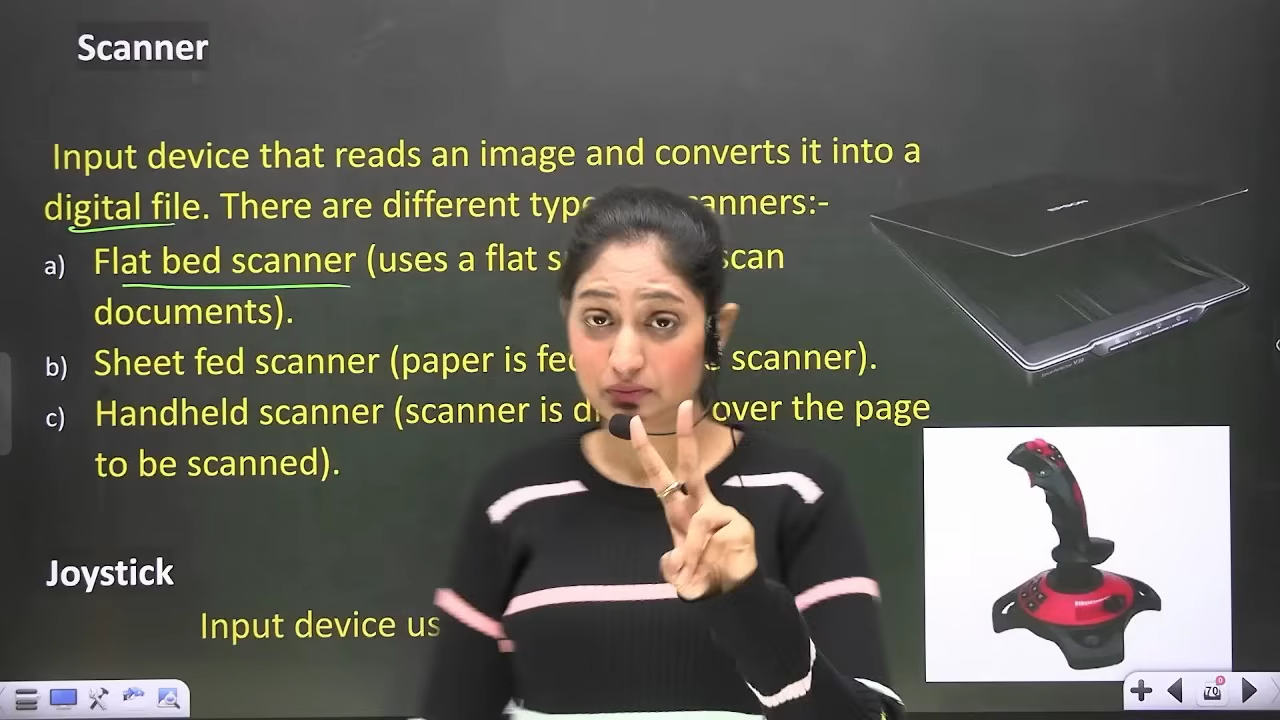 Scanner
Input device that reads an image and converts it into a
digital file. There are different anners:-
a) Flat bed scanner (uses a flat scan
documents).
b) Sheet fed scanner (paper is scanner).
c) Handheld scanner (scanner is over the page
to be scanned).
Joystick
Input device us
70
0